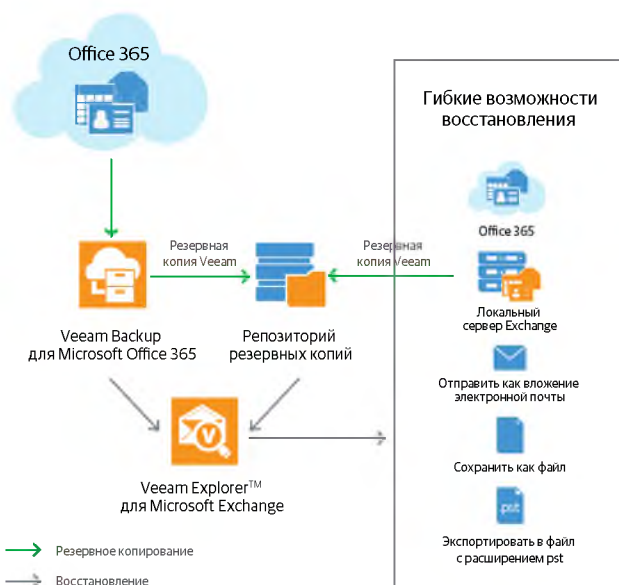 Office 365
Гибкие возможности
восстановления
Office 365
Резервная
копия Veeam
Резервная
копия Veeam
Локальный
сервер Exchange
Veeam Backup
для Microsoft Office 365
Репозиторий
резервных копий
Отправить как вложение
электронной почты
V
Сохранить как файл
Veeam Explorer™
для Microsoft Exchange
.pst
Экспортировать в файл
с расширением pst
Резервное копирование
Восстановление